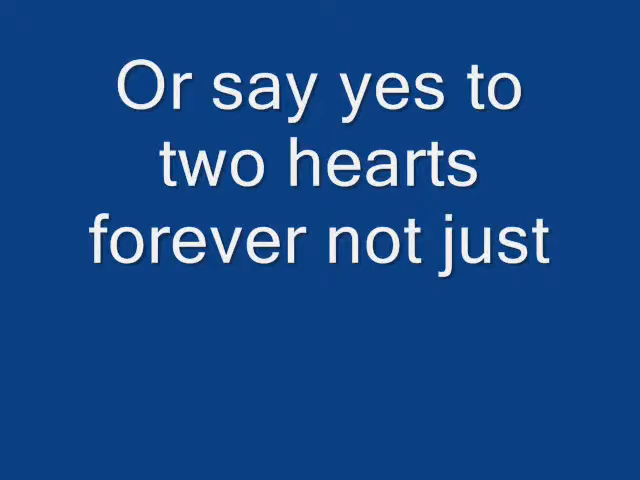 Or say yes to
two hearts
forever not just